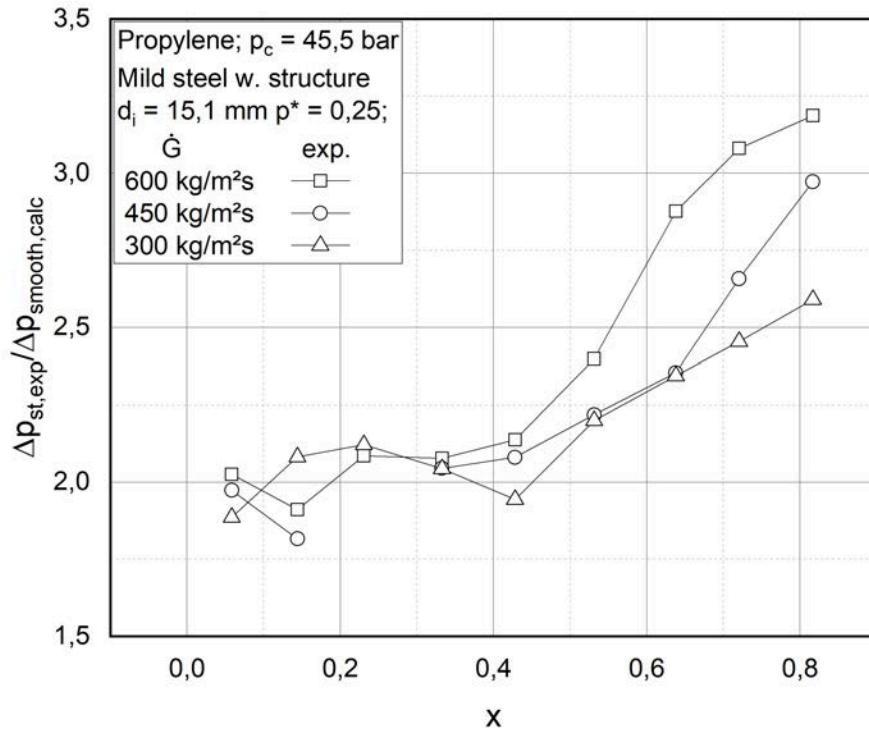 3,5
3,0
2,5
2,0
1,5
Δp_st,exp/Δp_smooth,calc
Propylene; p_c = 45,5 bar
Mild steel w. structure
d_i = 15,1 mm p* = 0,25;
Ġ exp.
600 kg/m²s
450 kg/m²s
300 kg/m²s
0,0 0,2 0,4 0,6 0,8
x